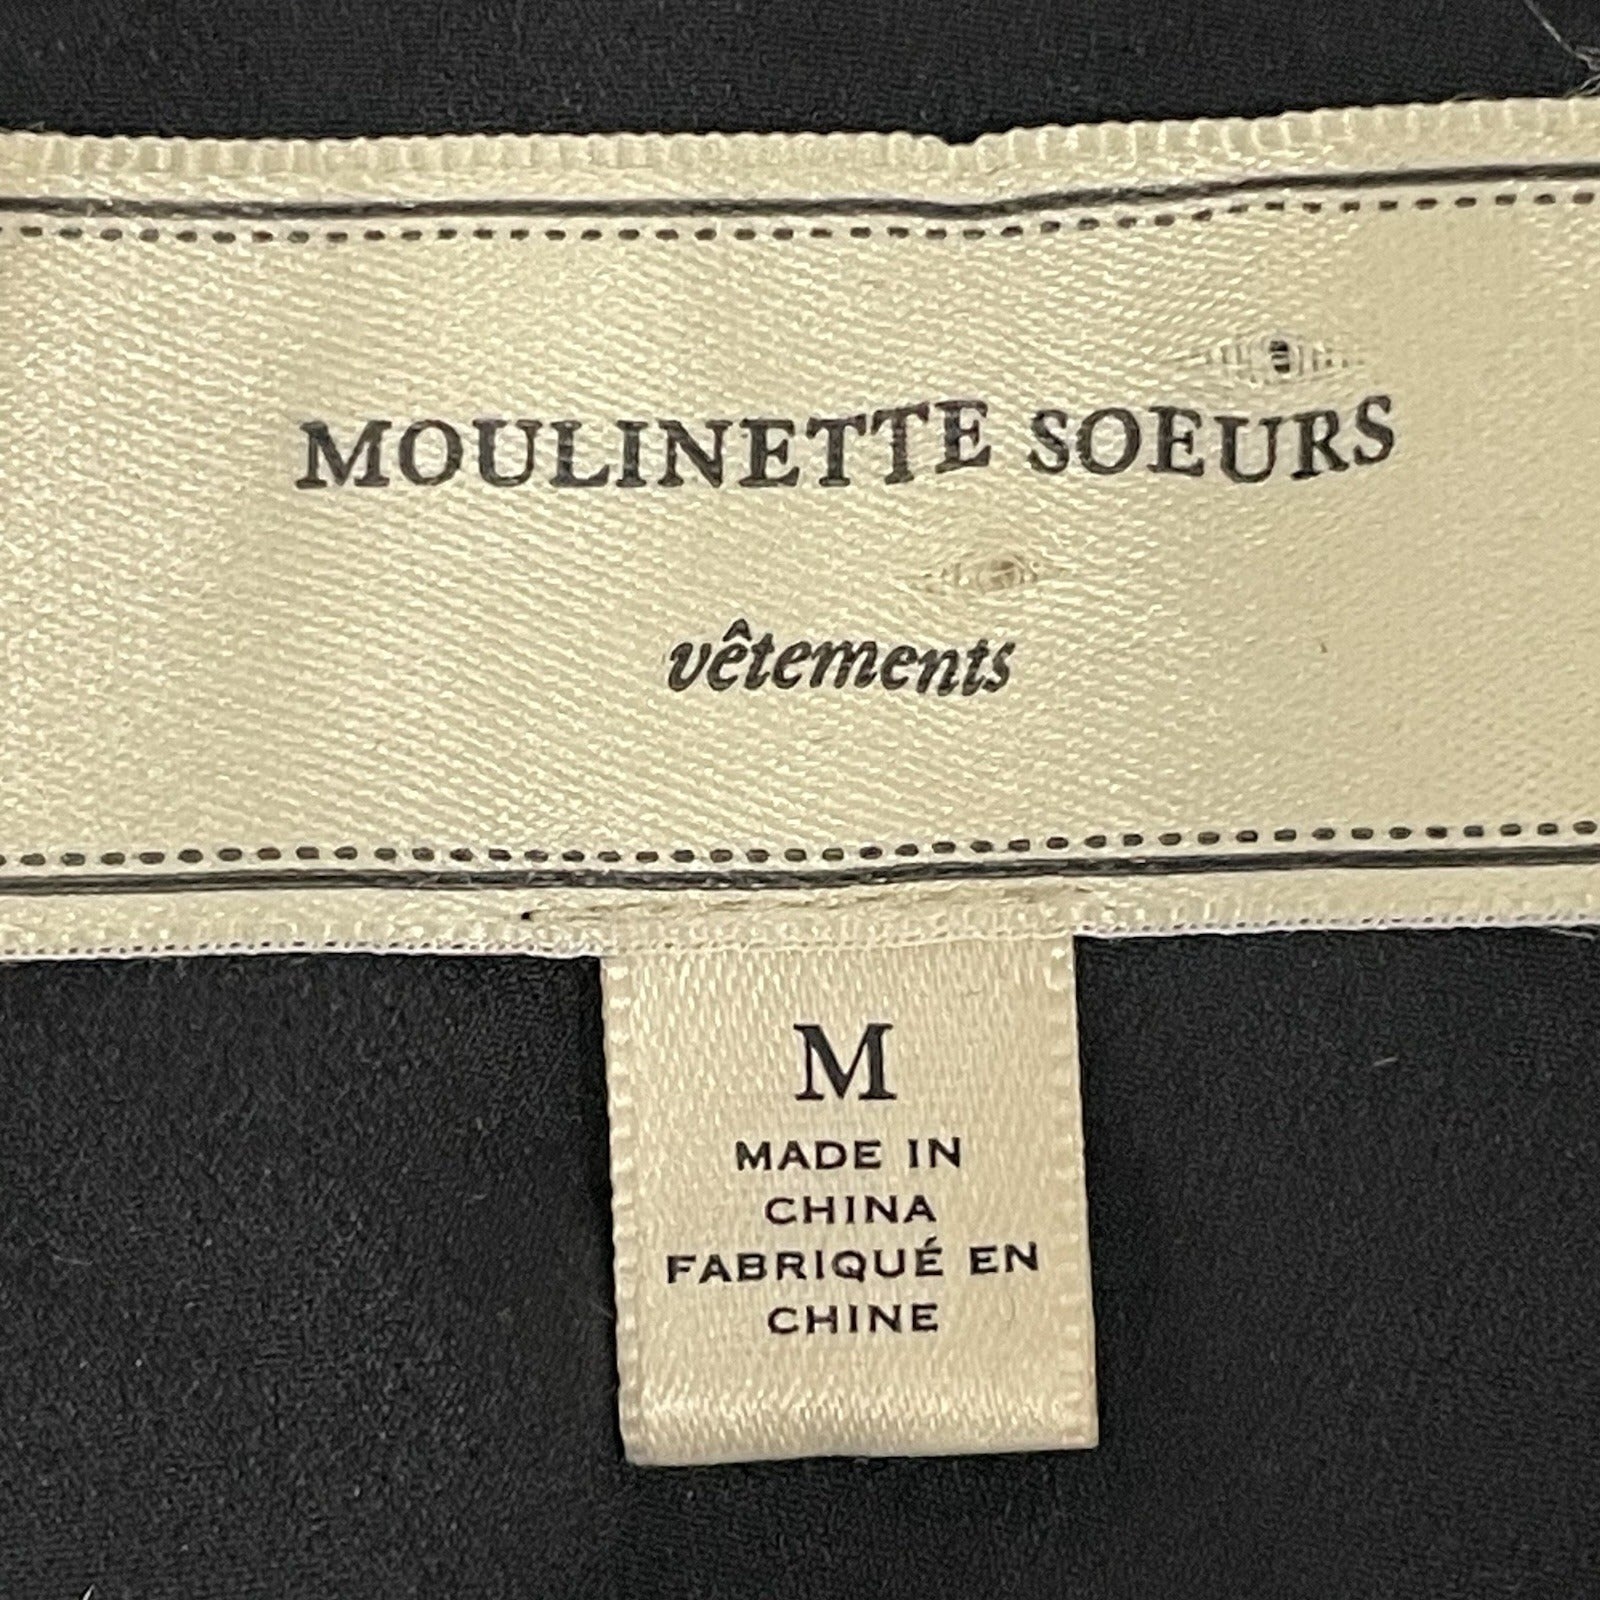 MOULINETTE SOEURS
vêtements
M
MADE IN
CHINA
FABRIQUÉ EN
CHINE